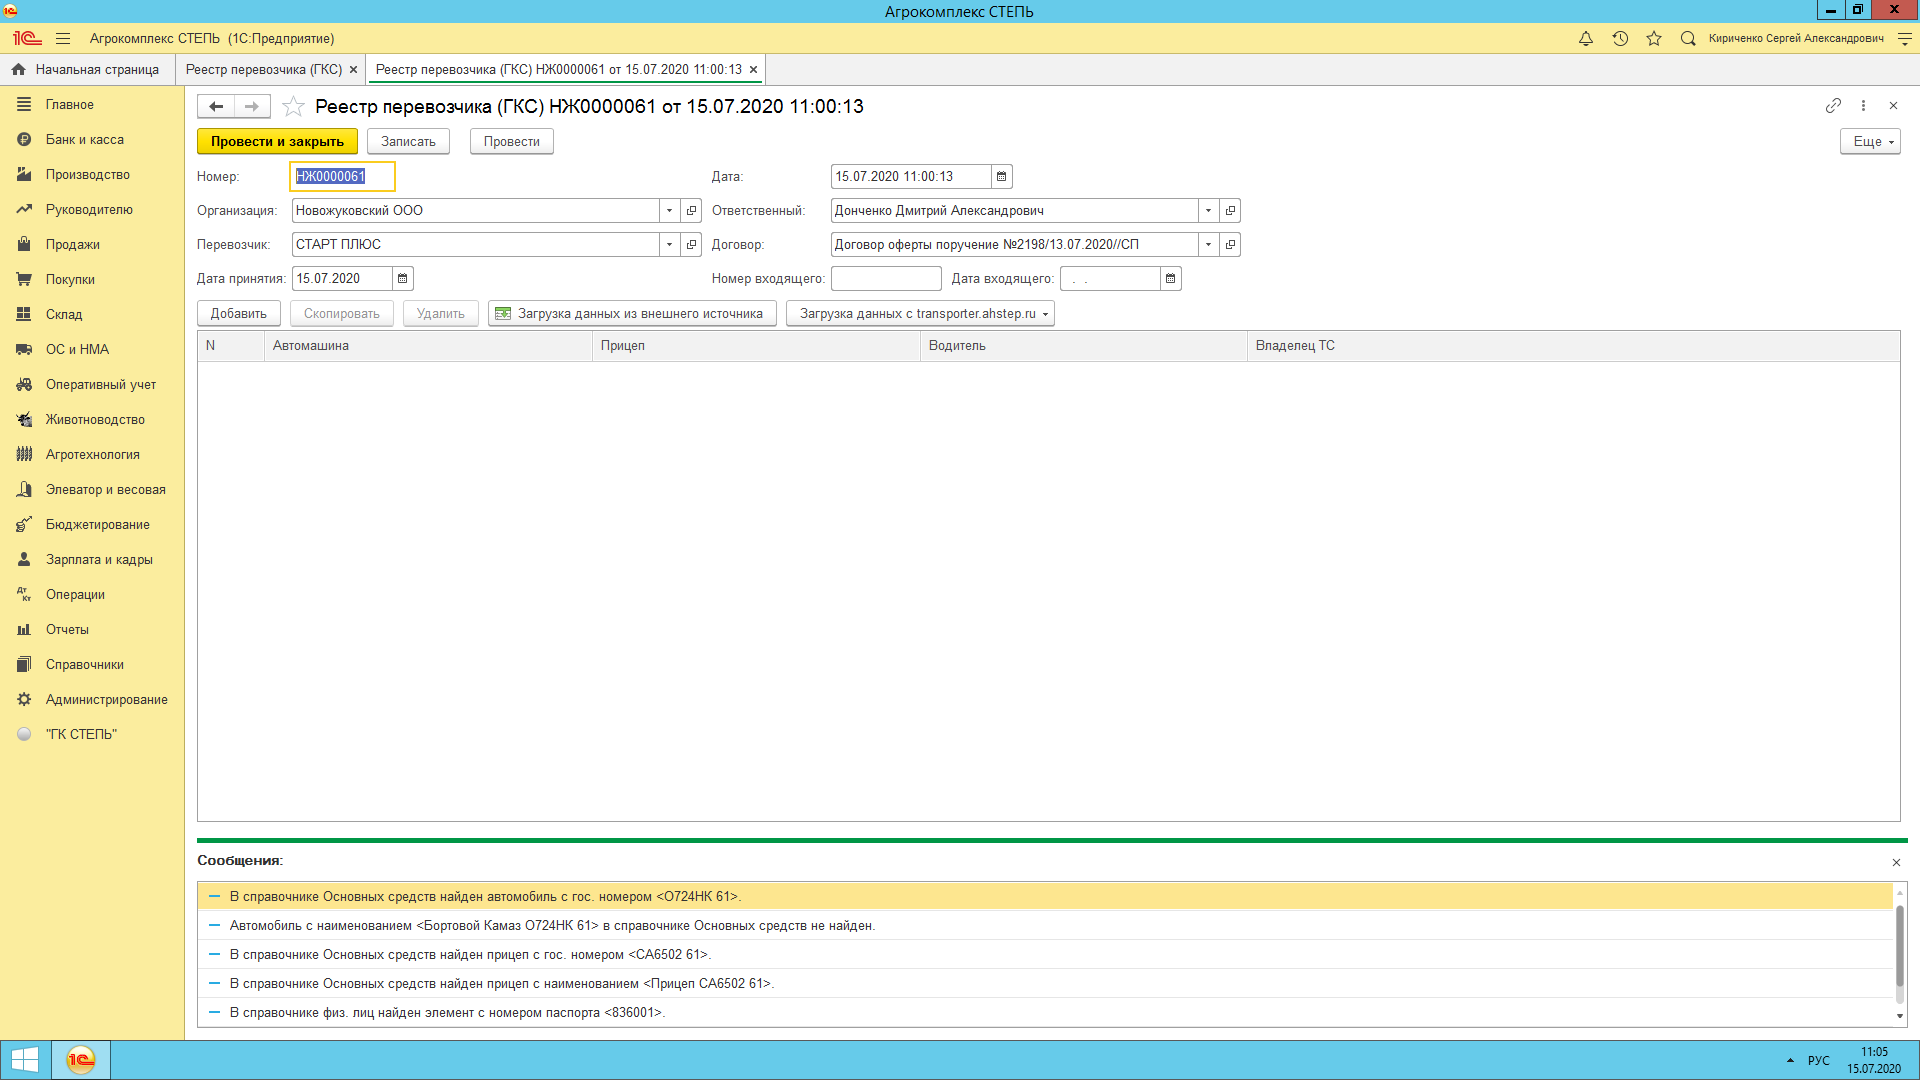 Агрокомплекс СТЕПЬ
Агрокомплекс СТЕПЬ (1С:Предприятие)
Кириченко Сергей Александрович
Начальная страница
Реестр перевозчика (ГКС) ×
Реестр перевозчика (ГКС) НЖ0000061 от 15.07.2020 11:00:13 ×
Главное
Банк и касса
Производство
Руководителю
Продажи
Покупки
Склад
ОС и НМА
Оперативный учет
Животноводство
Агротехнология
Элеватор и весовая
Бюджетирование
Зарплата и кадры
Операции
Отчеты
Справочники
Администрирование
"ГК СТЕПЬ"
Реестр перевозчика (ГКС) НЖ0000061 от 15.07.2020 11:00:13
Провести и закрыть
Записать
Провести
Еще
Номер: НЖ0000061
Дата: 15.07.2020 11:00:13
Организация: Новожуковский ООО
Ответственный: Донченко Дмитрий Александрович
Перевозчик: СТАРТ ПЛЮС
Договор: Договор оферты поручение №2198/13.07.2020//СП
Дата принятия: 15.07.2020
Номер входящего:
Дата входящего: . .
Добавить
Скопировать
Удалить
Загрузка данных из внешнего источника
Загрузка данных с transporter.ahstep.ru
N
Автомашина
Прицеп
Водитель
Владелец ТС
Сообщения:
В справочнике Основных средств найден автомобиль с гос. номером <О724НК 61>.
Автомобиль с наименованием <Бортовой Камаз О724НК 61> в справочнике Основных средств не найден.
В справочнике Основных средств найден прицеп с гос. номером <СА6502 61>.
В справочнике Основных средств найден прицеп с наименованием <Прицеп СА6502 61>.
В справочнике физ. лиц найден элемент с номером паспорта <836001>.
РУС
11:05
15.07.2020